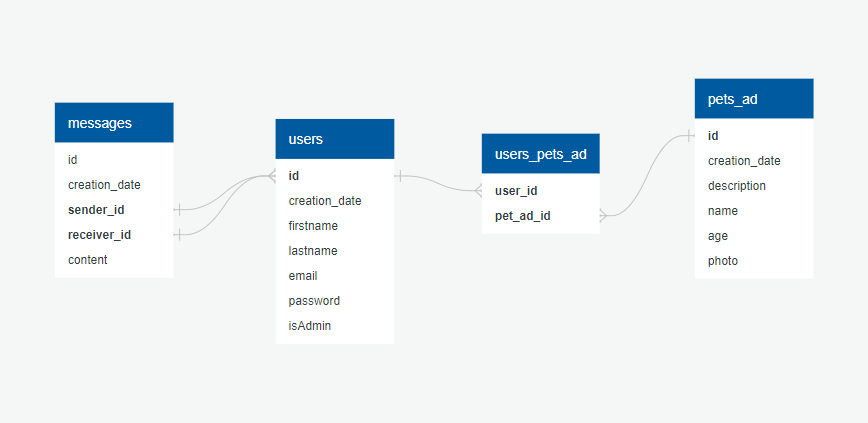 messages
id
creation_date
sender_id
receiver_id
content
users
id
creation_date
firstname
lastname
email
password
isAdmin
users_pets_ad
user_id
pet_ad_id
pets_ad
id
creation_date
description
name
age
photo